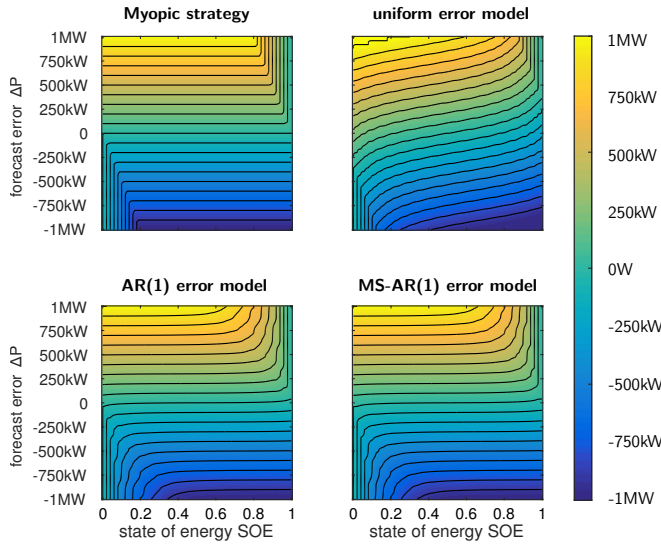 Myopic strategy
uniform error model
1MW
750kW
500kW
250kW
0
-250kW
-500kW
-750kW
-1MW
forecast error ΔP
AR(1) error model
MS-AR(1) error model
1MW
750kW
500kW
250kW
0
-250kW
-500kW
-750kW
-1MW
forecast error ΔP
0 0.2 0.4 0.6 0.8 1
0 0.2 0.4 0.6 0.8 1
state of energy SOE
state of energy SOE
1MW
750kW
500kW
250kW
0W
-250kW
-500kW
-750kW
-1MW